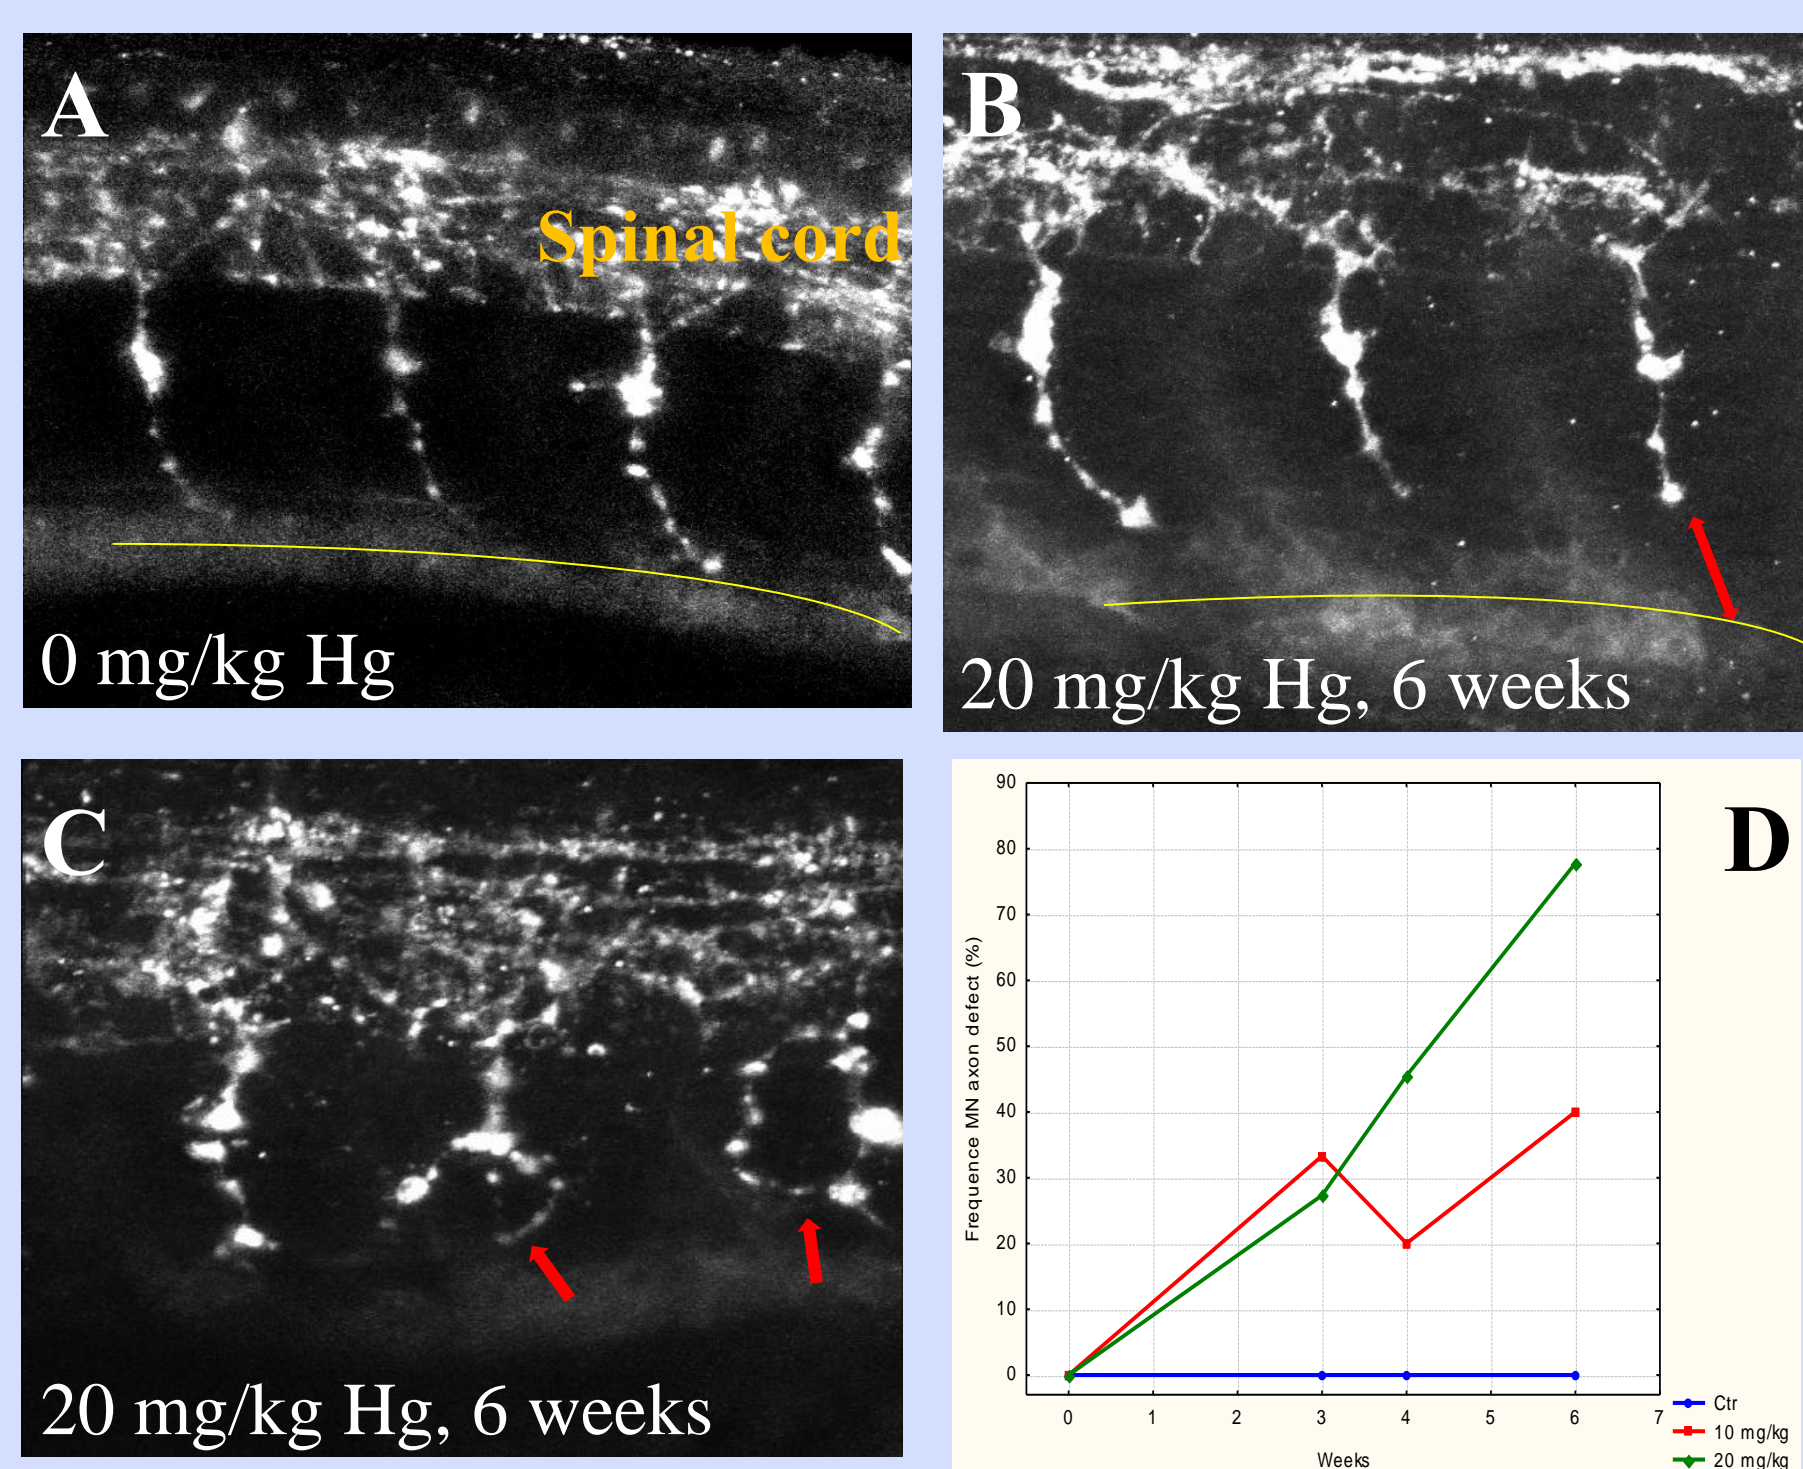 A
Spinal cord
0 mg/kg Hg
B
20 mg/kg Hg, 6 weeks
C
20 mg/kg Hg, 6 weeks
D
Frequence MN axon defect (%)
90
80
70
60
50
40
30
20
10
0
0 1 2 3 4 5 6 7
Weeks
Ctr
10 mg/kg
20 mg/kg